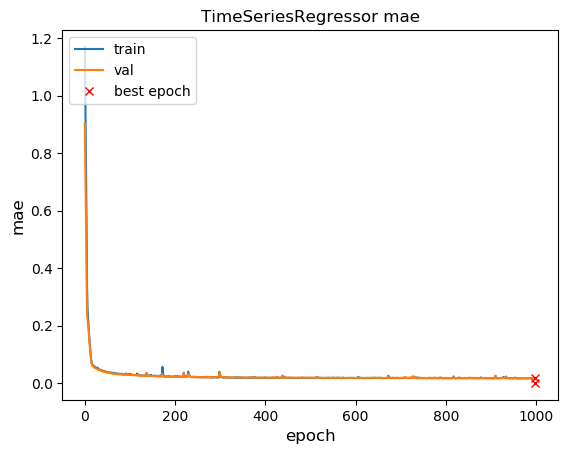 TimeSeriesRegressor mae
train
val
best epoch
1.2
1.0
0.8
0.6
0.4
0.2
0.0
mae
0 200 400 600 800 1000
epoch